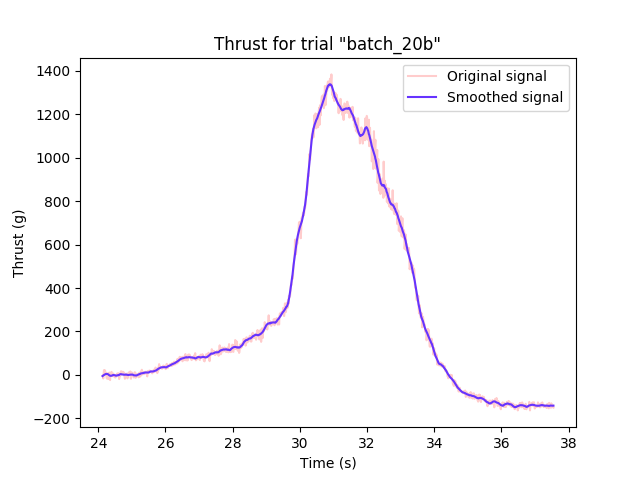 Thrust for trial "batch_20b"
Original signal
Smoothed signal
1400
1200
1000
800
600
400
200
0
−200
Thrust (g)
24 26 28 30 32 34 36 38
Time (s)